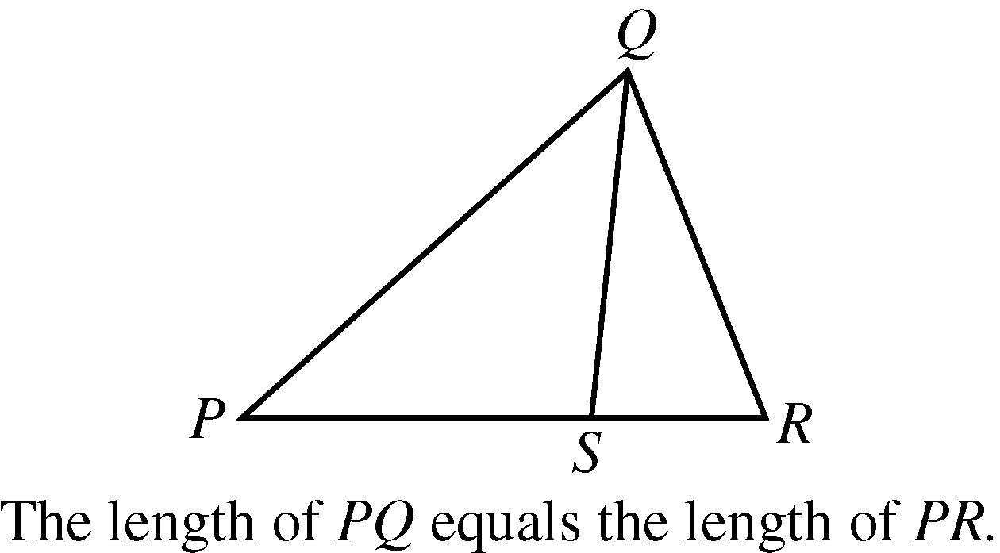 Q
P
R
S
The length of PQ equals the length of PR.